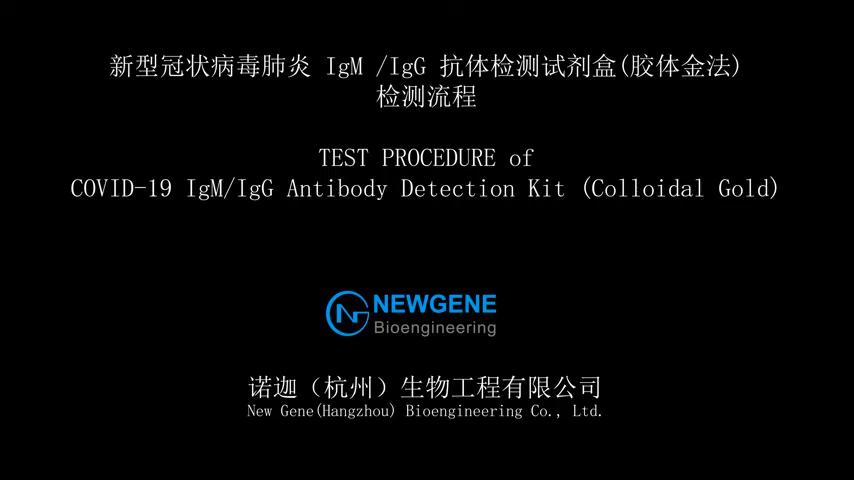 新型冠状病毒肺炎 IgM /IgG 抗体检测试剂盒(胶体金法)
检测流程
TEST PROCEDURE of
COVID-19 IgM/IgG Antibody Detection Kit (Colloidal Gold)
NEWGENE
Bioengineering
诺迦（杭州）生物工程有限公司
New Gene(Hangzhou) Bioengineering Co., Ltd.